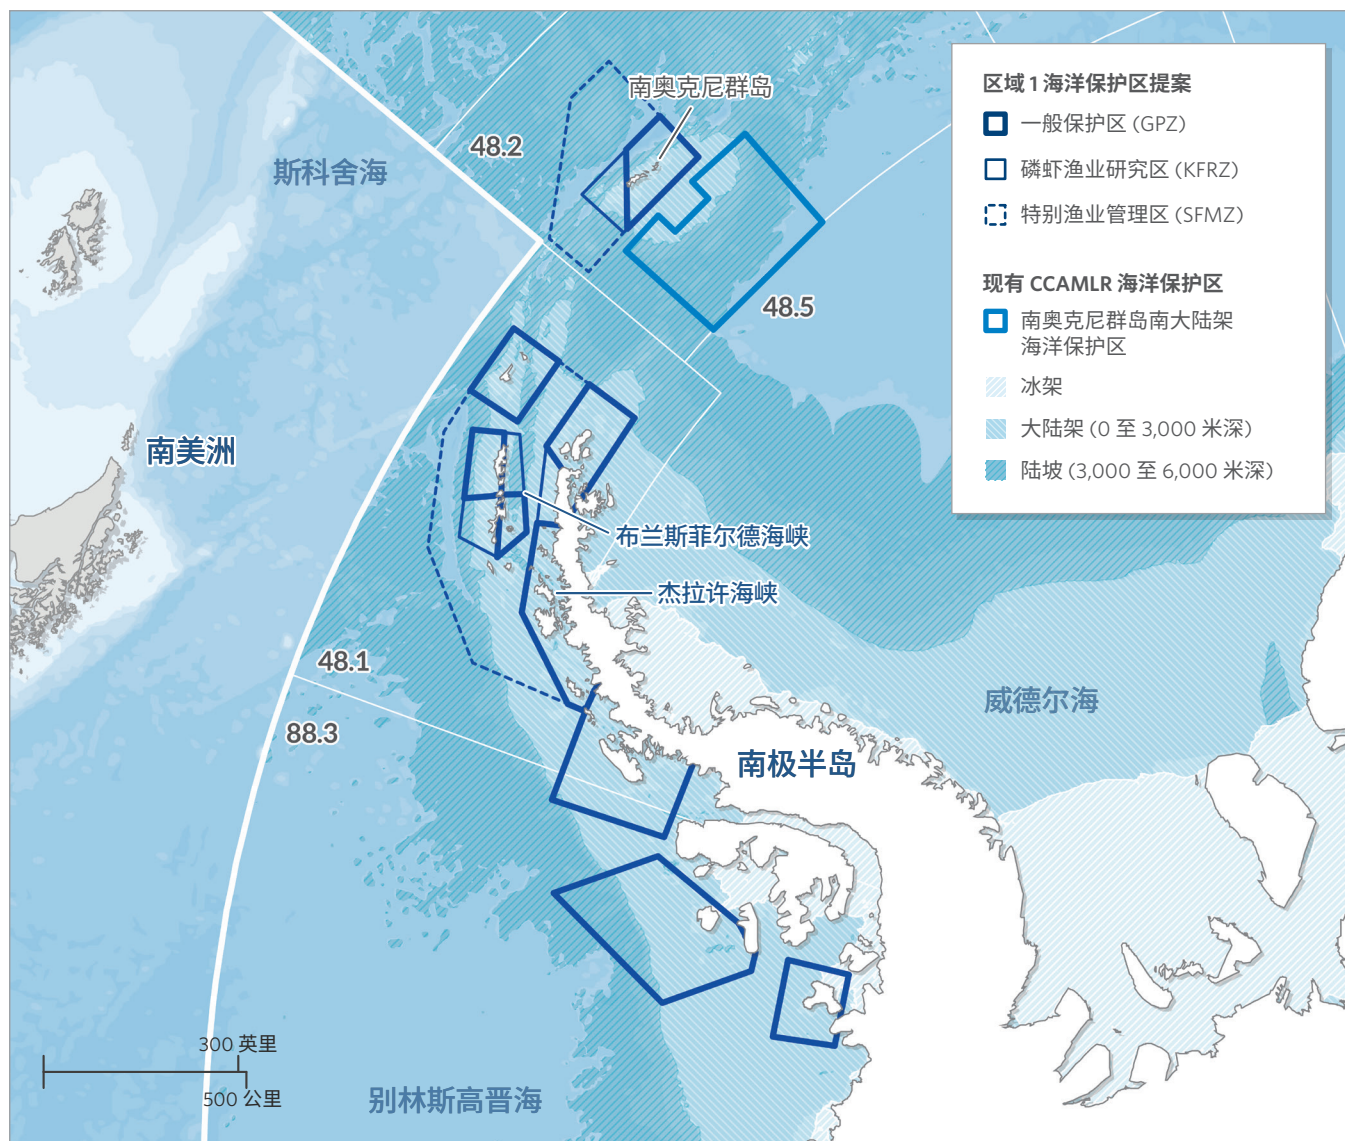 南奥克尼群岛
48.2
斯科舍海
48.5
区域 1 海洋保护区提案
一般保护区 (GPZ)
磷虾渔业研究区 (KFRZ)
特别渔业管理区 (SFMZ)
现有 CCAMLR 海洋保护区
南奥克尼群岛南大陆架
海洋保护区
冰架
大陆架 (0 至 3,000 米深)
陆坡 (3,000 至 6,000 米深)
南美洲
布兰斯菲尔德海峡
杰拉许海峡
48.1
88.3
威德尔海
南极半岛
300 英里
500 公里
别林斯高晋海